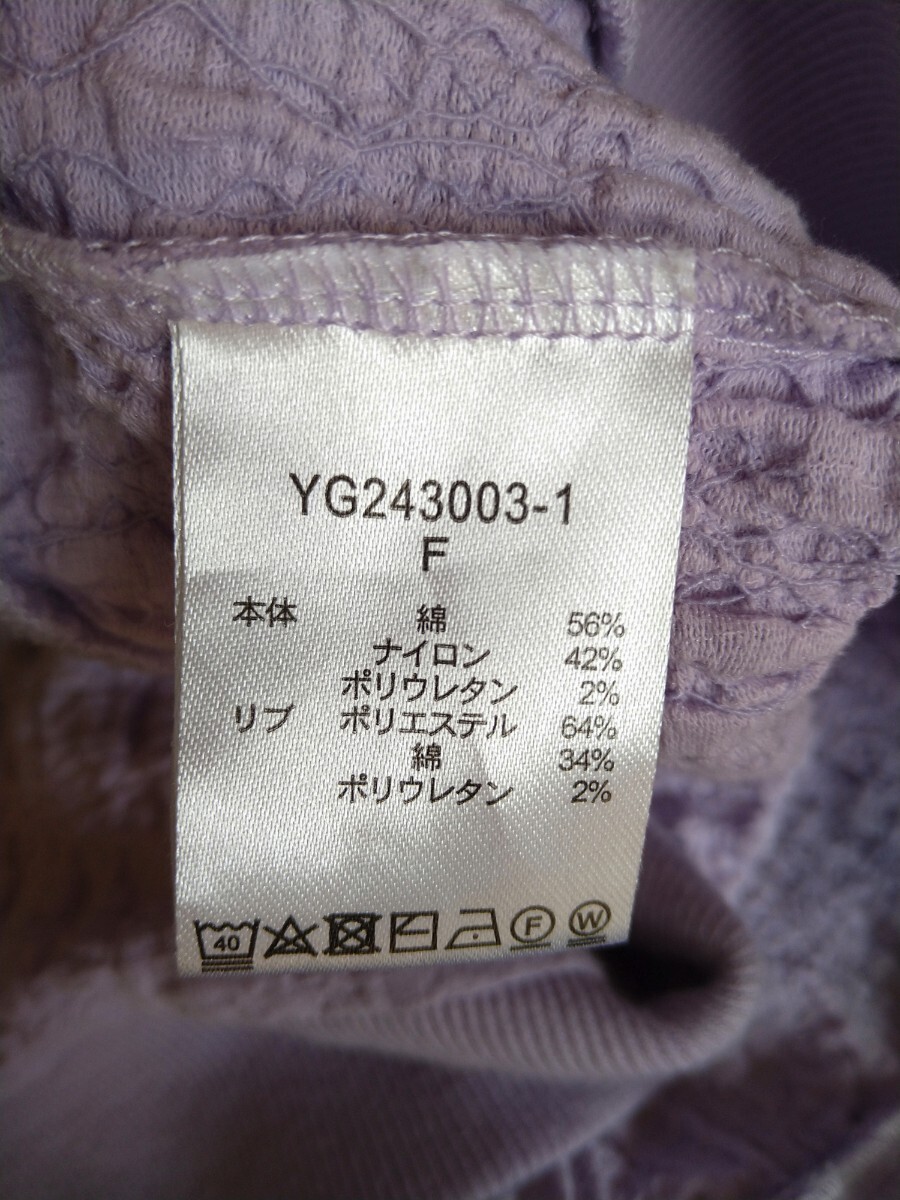 YG243003-1
F
本体 綿 56%
ナイロン 42%
ポリウレタン 2%
リブ ポリエステル 64%
綿 34%
ポリウレタン 2%
40 F W